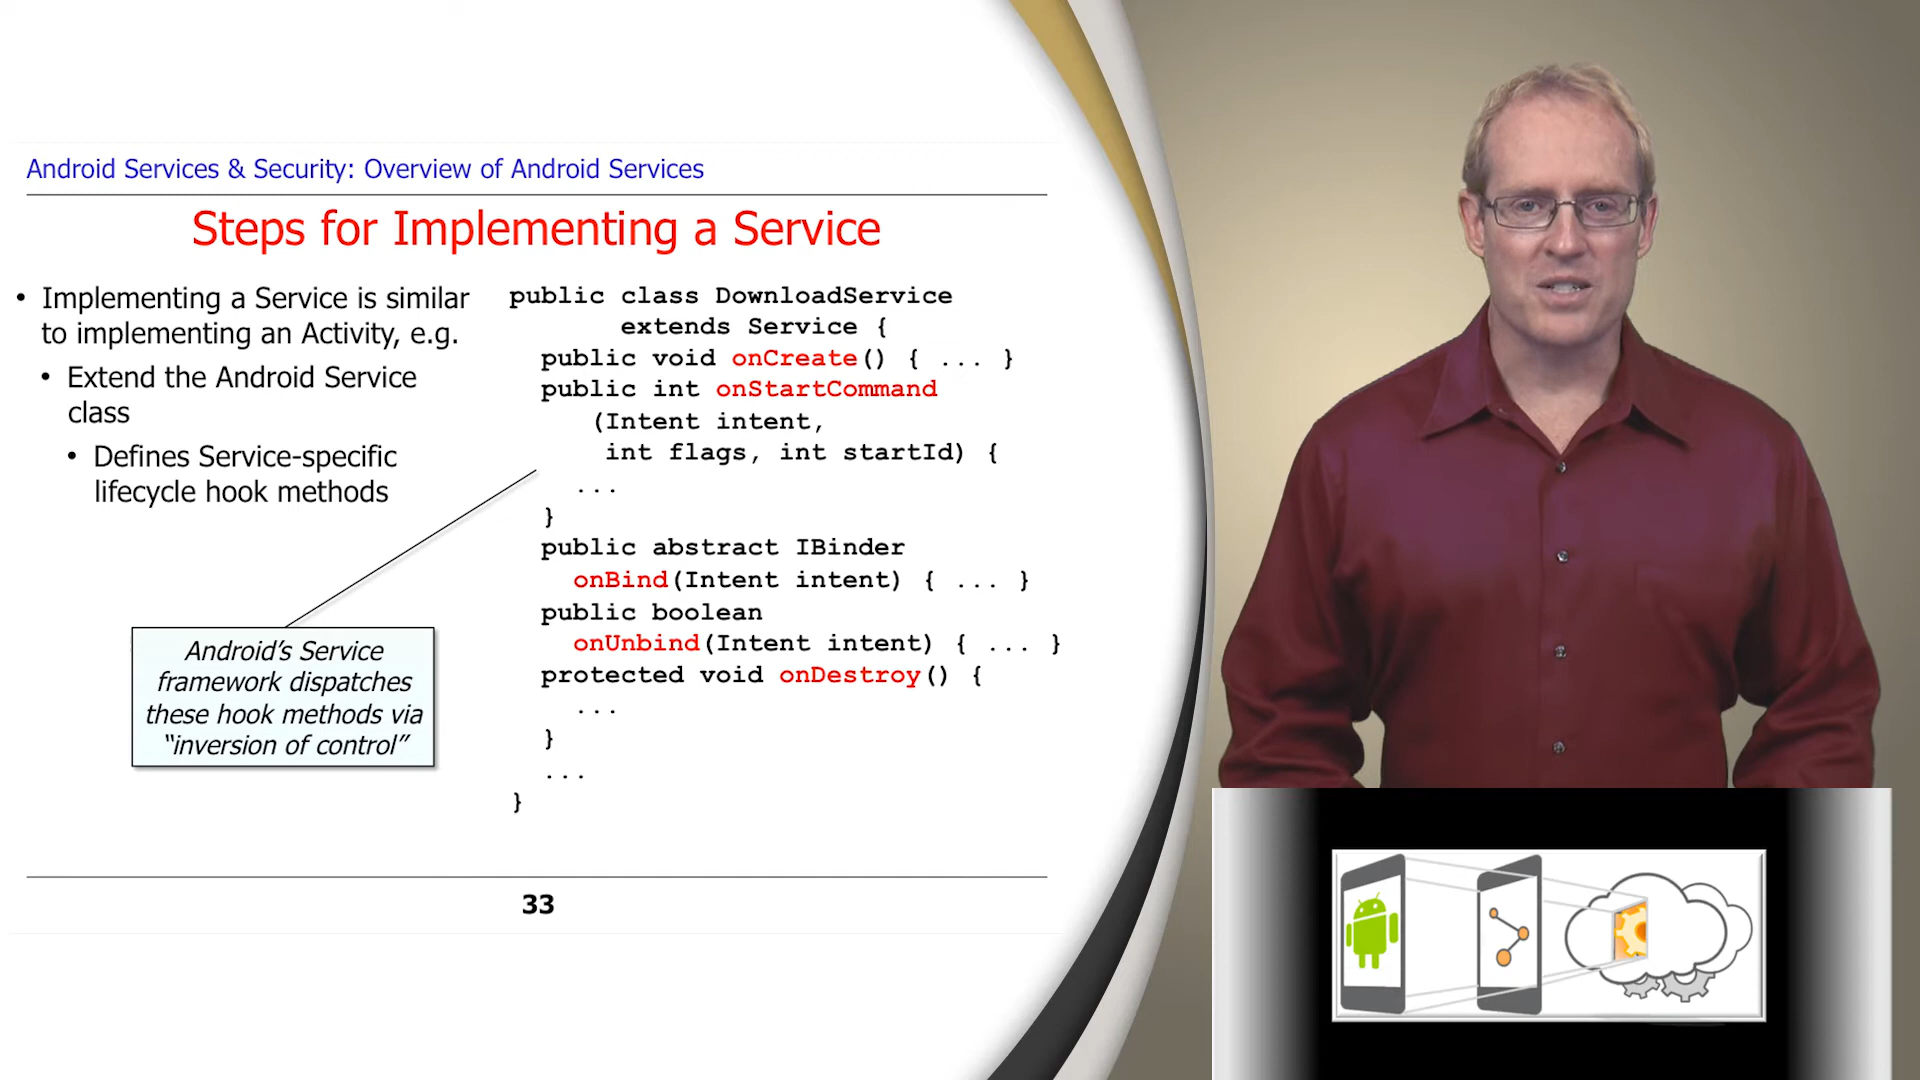 Android Services & Security: Overview of Android Services
Steps for Implementing a Service
• Implementing a Service is similar
to implementing an Activity, e.g.
• Extend the Android Service
class
• Defines Service-specific
lifecycle hook methods
Android's Service
framework dispatches
these hook methods via
“inversion of control”
public class DownloadService
extends Service {
public void onCreate() { ... }
public int onStartCommand
(Intent intent,
int flags, int startId) {
...
}
public abstract IBinder
onBind(Intent intent) { ... }
public boolean
onUnbind(Intent intent) { ... }
protected void onDestroy() {
...
}
...
}
33